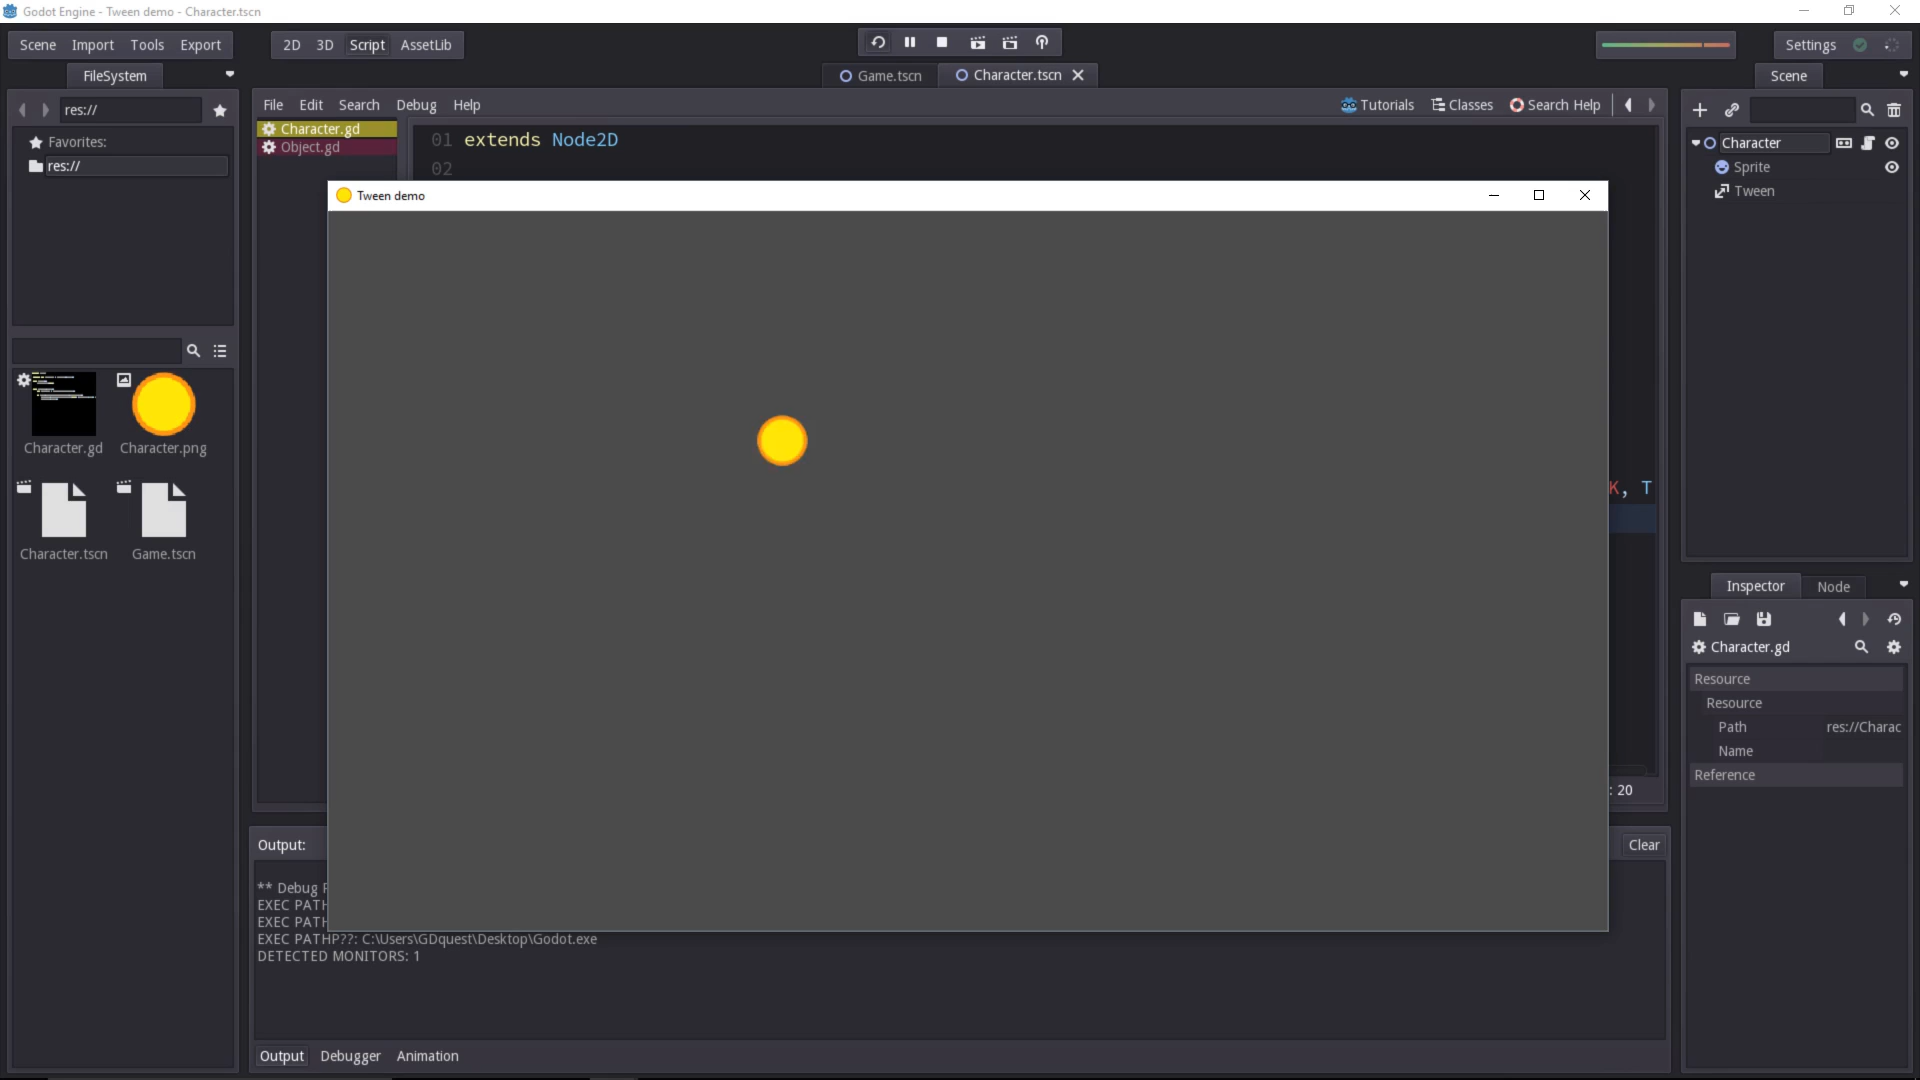 Godot Engine - Tween demo - Character.tscn
Scene Import Tools Export
2D 3D Script AssetLib
Settings
FileSystem
Game.tscn
Character.tscn
Scene
res://
File Edit Search Debug Help
Tutorials Classes Search Help
Favorites:
res://
Character.gd
Object.gd
01 extends Node2D
02
Character
Sprite
Tween
Tween demo
K, T
: 20
Character.gd
Character.png
Character.tscn
Game.tscn
Inspector Node
Character.gd
Resource
Resource
Path res://Charac
Name
Reference
Output:
Clear
** Debug
EXEC PATH
EXEC PATH
EXEC PATHP??: C:\Users\GDquest\Desktop\Godot.exe
DETECTED MONITORS: 1
Output Debugger Animation